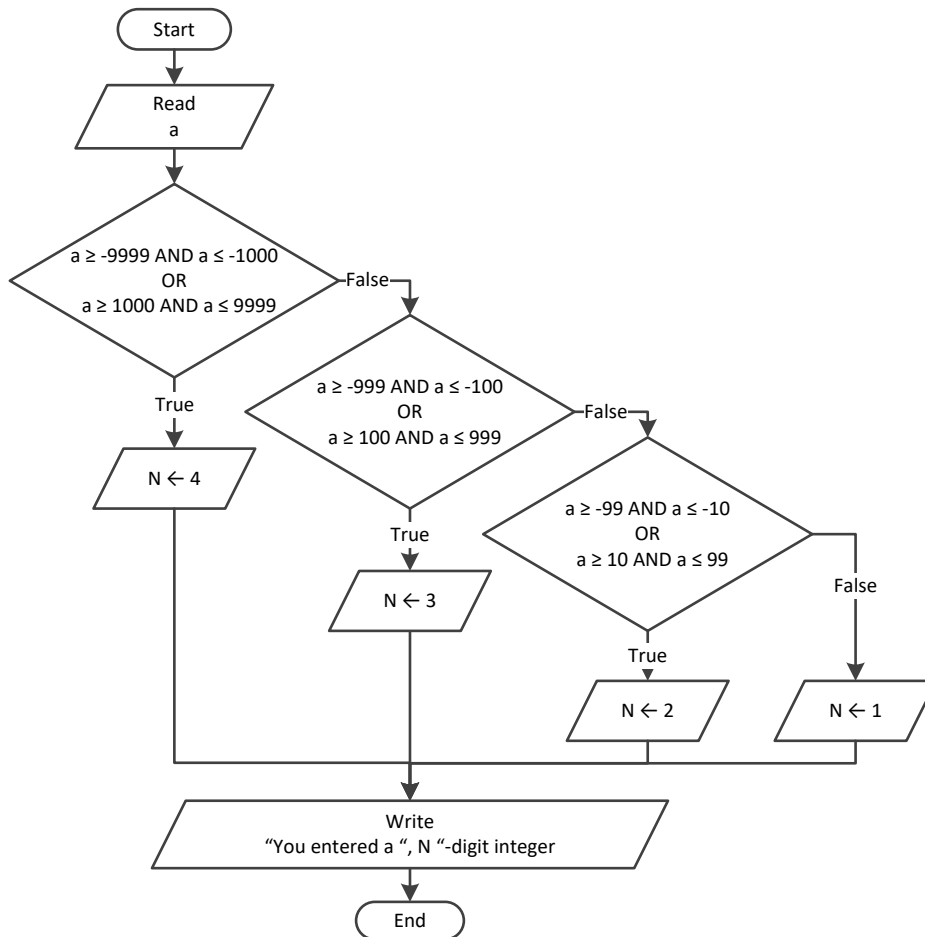 Start
Read
a
a ≥ -9999 AND a ≤ -1000
OR
a ≥ 1000 AND a ≤ 9999
False
True
a ≥ -999 AND a ≤ -100
OR
a ≥ 100 AND a ≤ 999
False
True
N ← 4
a ≥ -99 AND a ≤ -10
OR
a ≥ 10 AND a ≤ 99
False
True
N ← 3
N ← 2
N ← 1
Write
“You entered a “, N “-digit integer
End